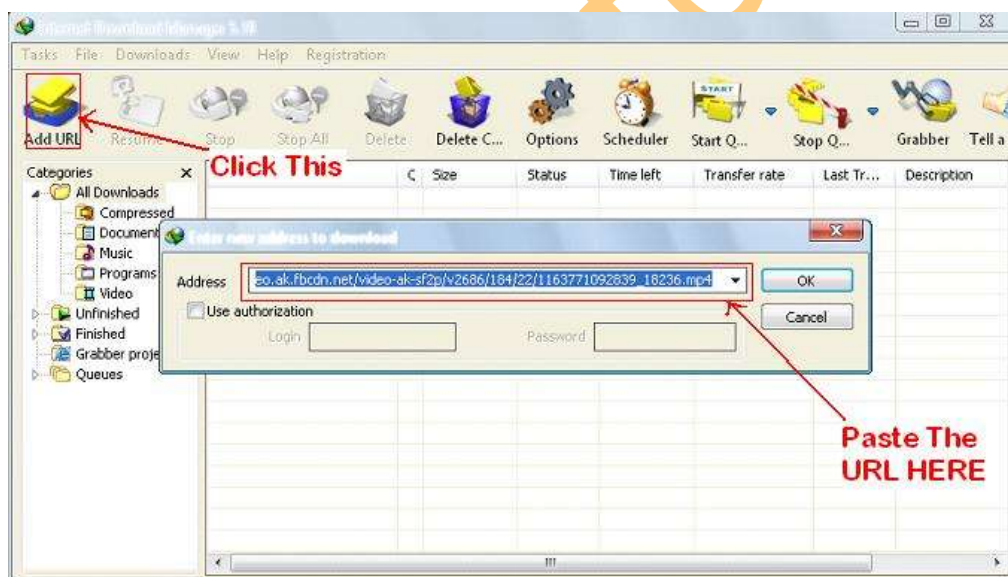 Internet Download Manager 5.18
Tasks File Downloads View Help Registration
START
Add URL Resume Stop Stop All Delete Delete C... Options Scheduler Start Q... Stop Q... Grabber Tell a
Click This
Categories x C Size Status Time left Transfer rate Last Tr... Description
All Downloads
Compressed
Document
Music
Programs
Video
Unfinished
Finished
Grabber proje
Queues
Enter new address to download
Address eo.ak.fbcdn.net/video-ak-sf2p/v2686/184/22/1163771092839_18236.mp4 OK
Use authorization Cancel
Login Password
Paste The
URL HERE